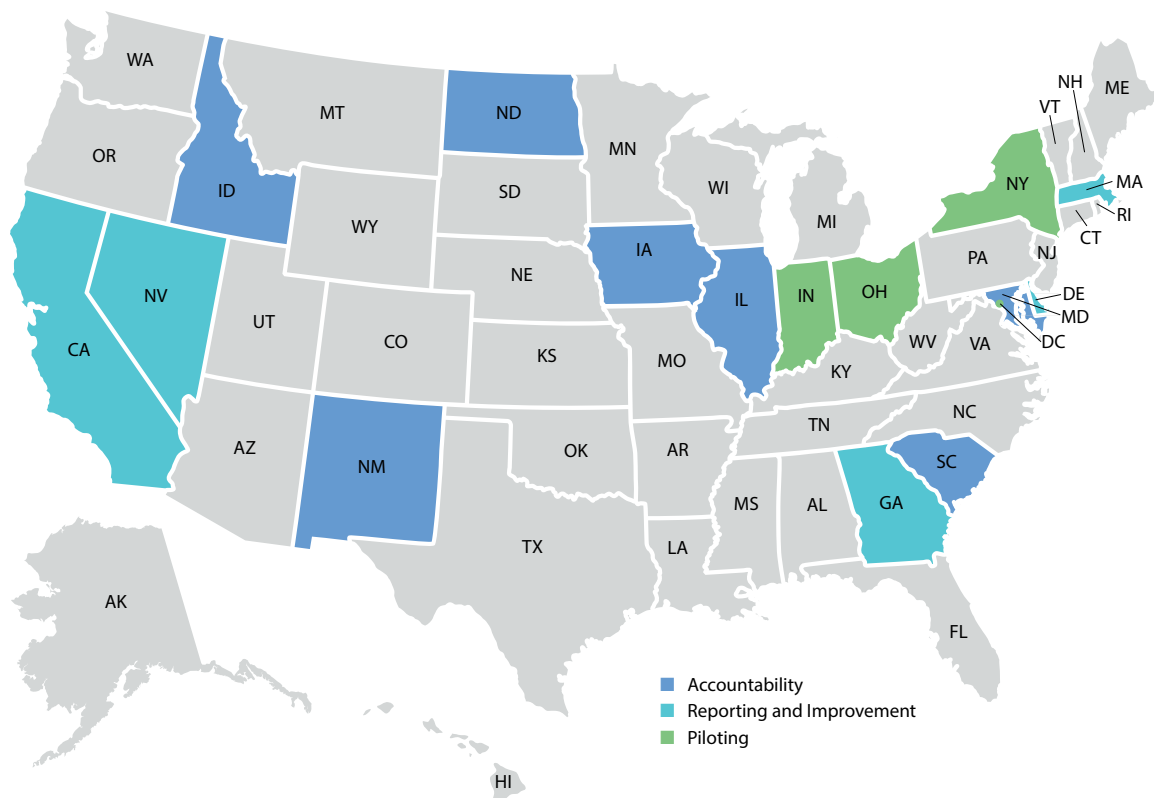 WA
MT
ND
MN
NH
VT
ME
OR
ID
SD
WI
NY
MA
MI
RI
CT
WY
IA
PA
NJ
NE
NV
IL
IN
OH
DE
MD
UT
CO
DC
CA
KS
MO
WV
VA
KY
NC
TN
AZ
NM
OK
AR
SC
MS
AL
GA
TX
LA
AK
FL
HI
Accountability
Reporting and Improvement
Piloting